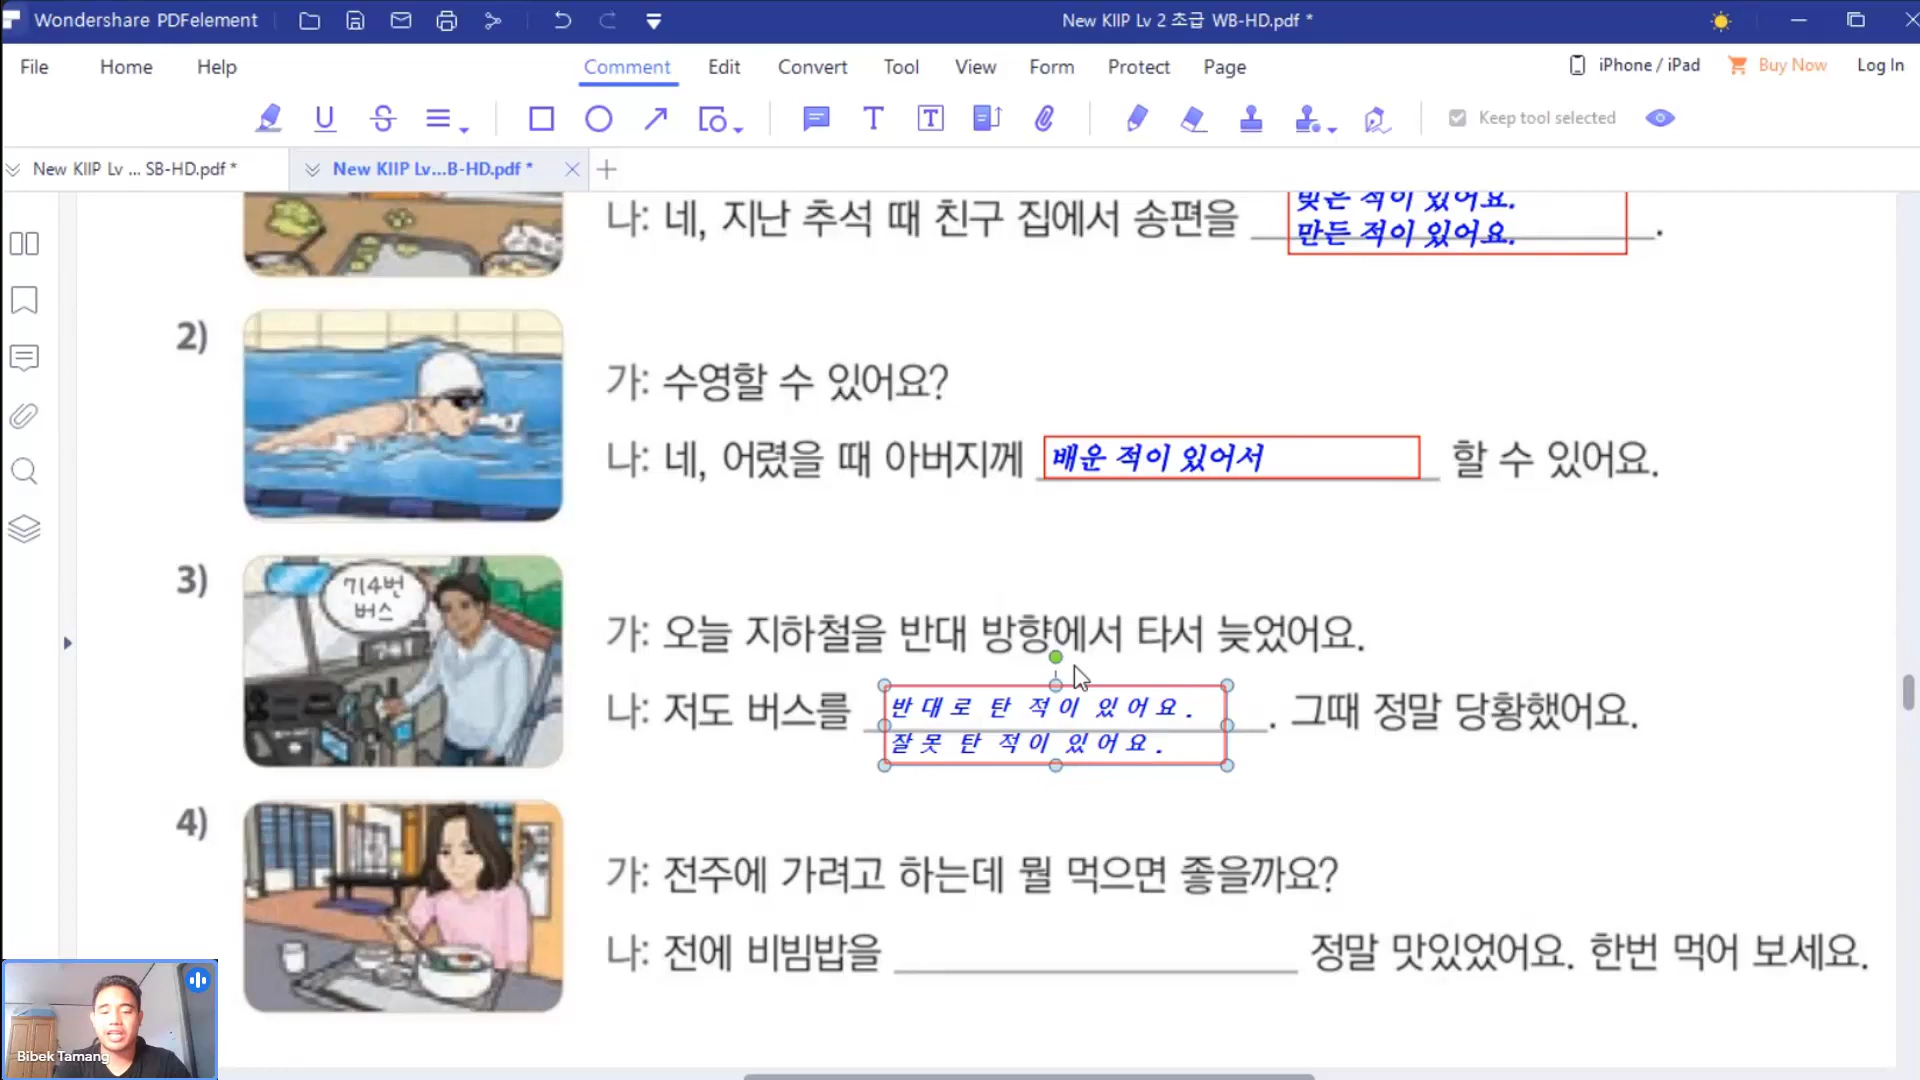 Wondershare PDFelement
New KIIP Lv 2 초급 WB-HD.pdf *
File Home Help Comment Edit Convert Tool View Form Protect Page iPhone / iPad Buy Now Log In
Keep tool selected
New KIIP Lv ... SB-HD.pdf * New KIIP Lv...B-HD.pdf *
빚은 적이 있어요.
나: 네, 지난 추석 때 친구 집에서 송편을 만든 적이 있어요. .
2)
가: 수영할 수 있어요?
나: 네, 어렸을 때 아버지께 배운 적이 있어서 할 수 있어요.
3)
714번
버스
가: 오늘 지하철을 반대 방향에서 타서 늦었어요.
나: 저도 버스를 반대로 탄 적이 있어요. . 그때 정말 당황했어요.
잘못 탄 적이 있어요.
4)
가: 전주에 가려고 하는데 뭘 먹으면 좋을까요?
나: 전에 비빔밥을 정말 맛있었어요. 한번 먹어 보세요.
Bibek Tamang